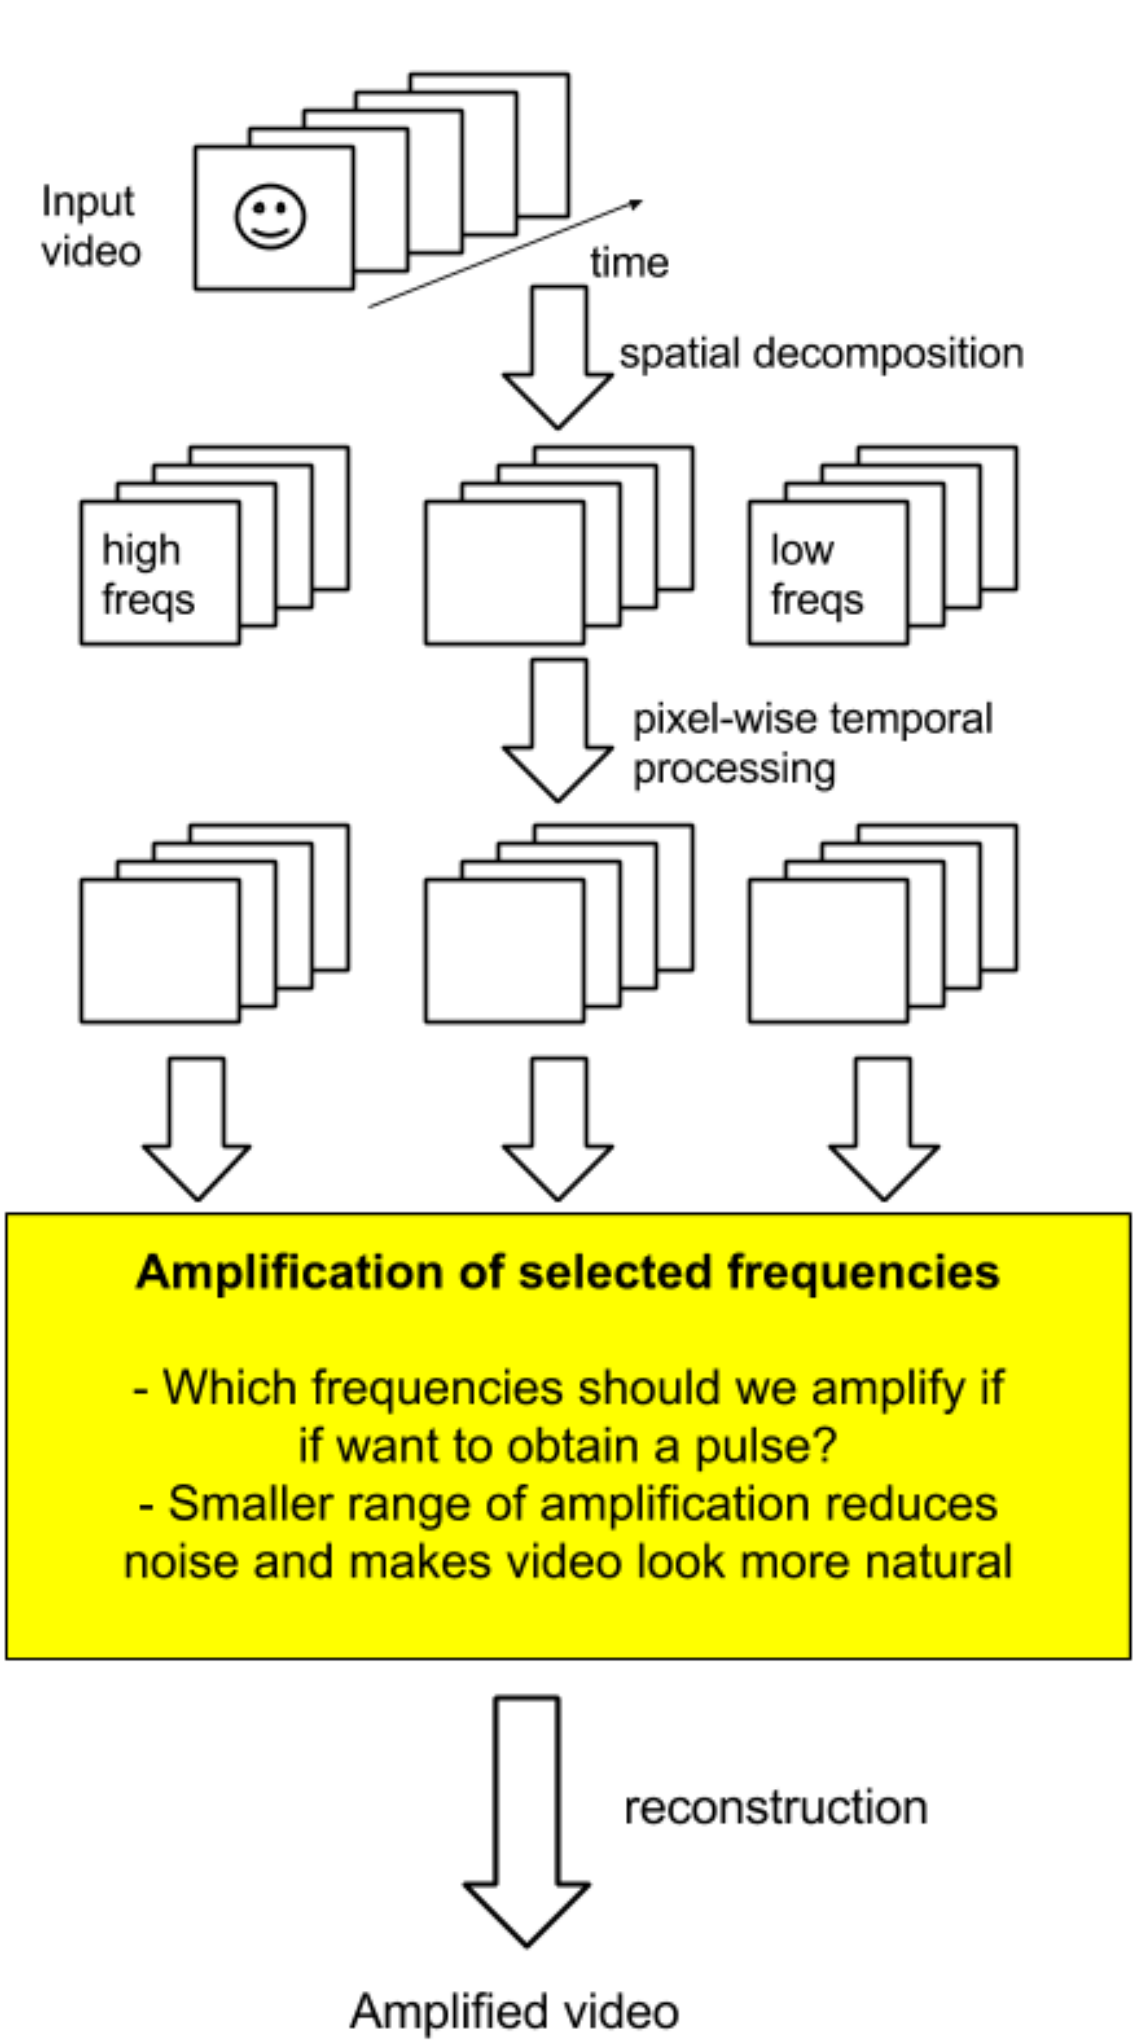 Input
video
time
spatial decomposition
high
freqs
low
freqs
pixel-wise temporal
processing
Amplification of selected frequencies
- Which frequencies should we amplify if
if want to obtain a pulse?
- Smaller range of amplification reduces
noise and makes video look more natural
reconstruction
Amplified video